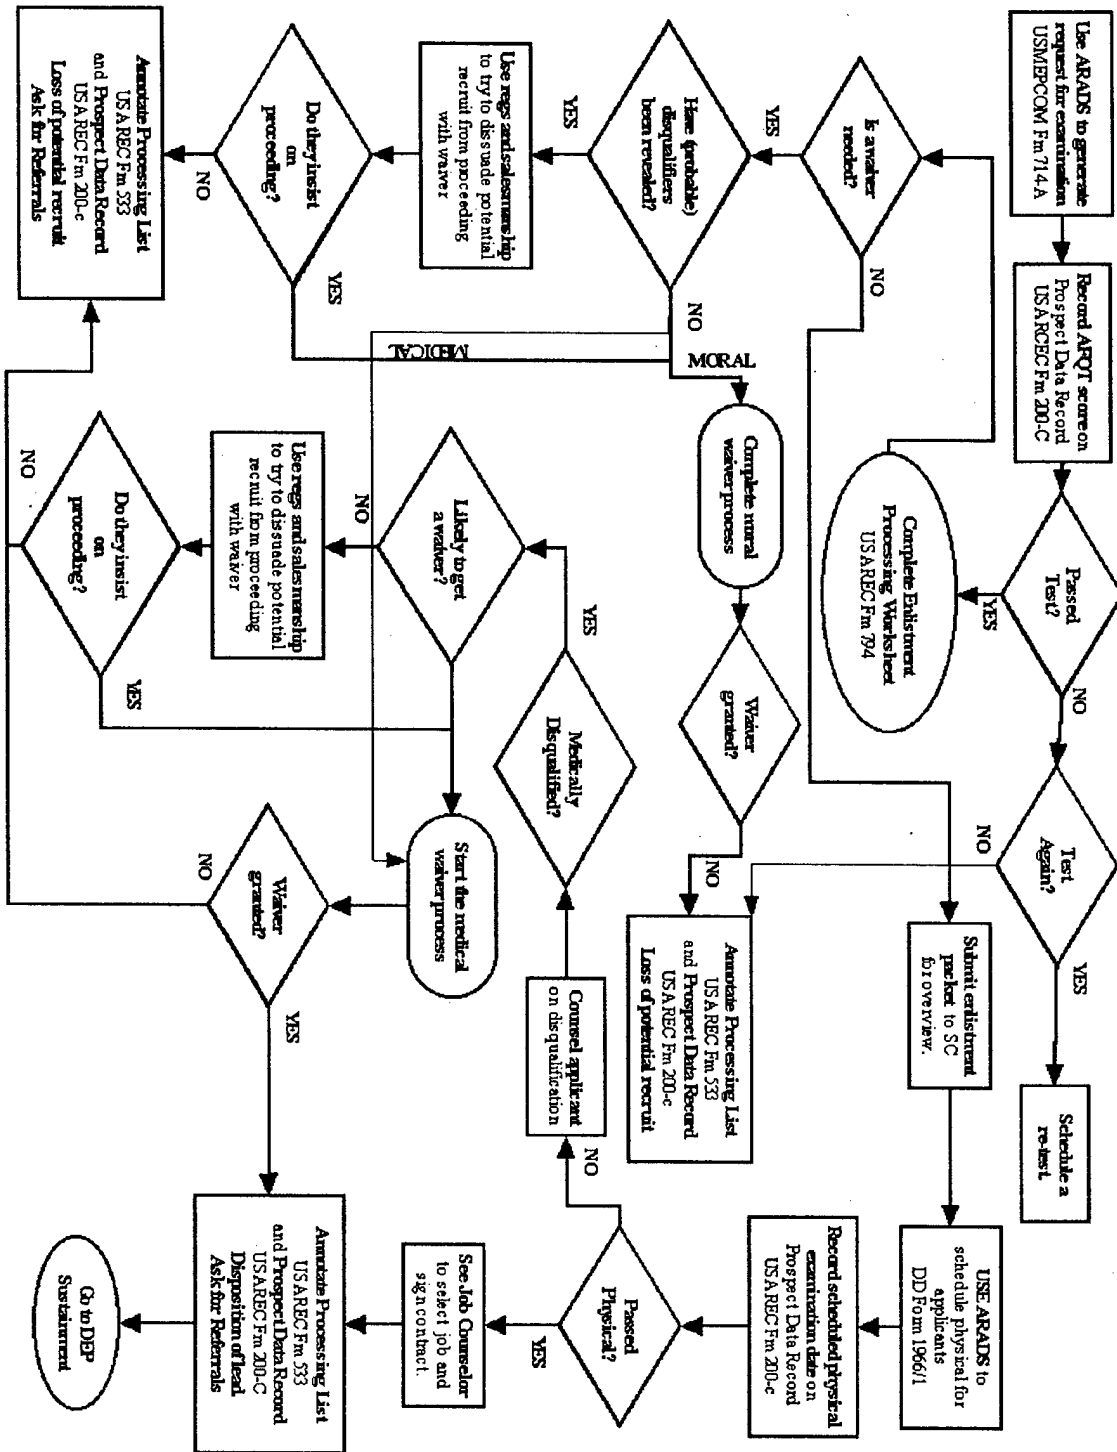 Use ARADS to generate
request for examination
USMEPCOM Fm 714-A
Record AFQT score on
Prospect Data Record
USARCEC Fm 200-C
Passed
Test?
NO
YES
Test
Again?
YES
NO
Schedule a
re-test.
Complete Enlistment
Processing Worksheet
USAREC Fm 794
Is a waiver
needed?
YES
NO
Submit enlistment
packet to SC
for overview.
USE ARADS to
schedule physical for
applicants
DD Form 1966/1
Have (probable)
disqualifiers
been revealed?
YES
NO
MORAL
MEDICAL
Complete moral
waiver process
Waiver
granted?
NO
Annotate Processing List
USAREC Fm 533
and Prospect Data Record
USAREC Fm 200-c
Loss of potential recruit
Record scheduled physical
examination date on
Prospect Data Record
USAREC Fm 200-c
Use regs and salesmanship
to try to dissuade potential
recruit from proceeding
with waiver
Do they insist
on
proceeding?
YES
NO
Annotate Processing List
USAREC Fm 533
and Prospect Data Record
USAREC Fm 200-c
Loss of potential recruit
Ask for Referrals
Medically
Disqualified?
YES
Counsel applicant
on disqualification
NO
Passed
Physical?
YES
Likely to get
a waiver?
NO
Start the medical
waiver process
See Job Counselor
to select job and
sign contract.
Use regs and salesmanship
to try to dissuade potential
recruit from proceeding
with waiver
Do they insist
on
proceeding?
YES
NO
Waiver
granted?
NO
YES
Annotate Processing List
USAREC Fm 533
and Prospect Data Record
USAREC Fm 200-C
Disposition of lead
Ask for Referrals
Go to DEP
Sustainment